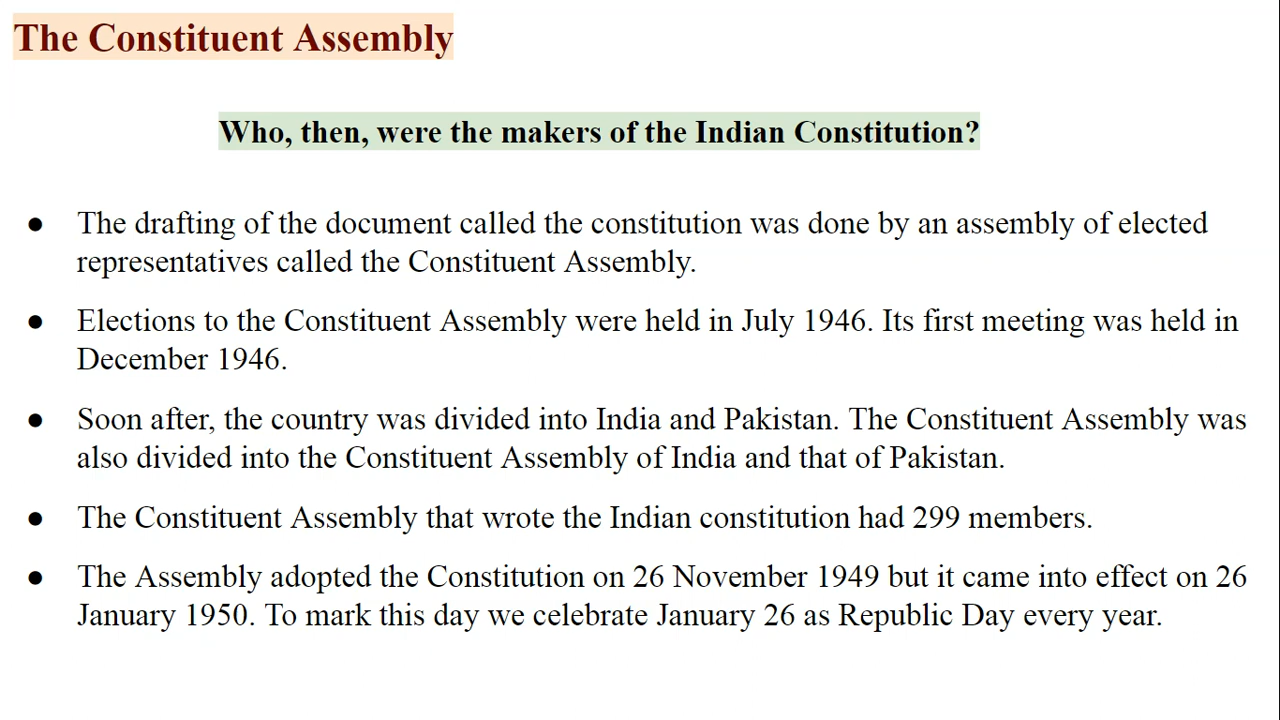 The Constituent Assembly
Who, then, were the makers of the Indian Constitution?
● The drafting of the document called the constitution was done by an assembly of elected
representatives called the Constituent Assembly.
● Elections to the Constituent Assembly were held in July 1946. Its first meeting was held in
December 1946.
● Soon after, the country was divided into India and Pakistan. The Constituent Assembly was
also divided into the Constituent Assembly of India and that of Pakistan.
● The Constituent Assembly that wrote the Indian constitution had 299 members.
● The Assembly adopted the Constitution on 26 November 1949 but it came into effect on 26
January 1950. To mark this day we celebrate January 26 as Republic Day every year.